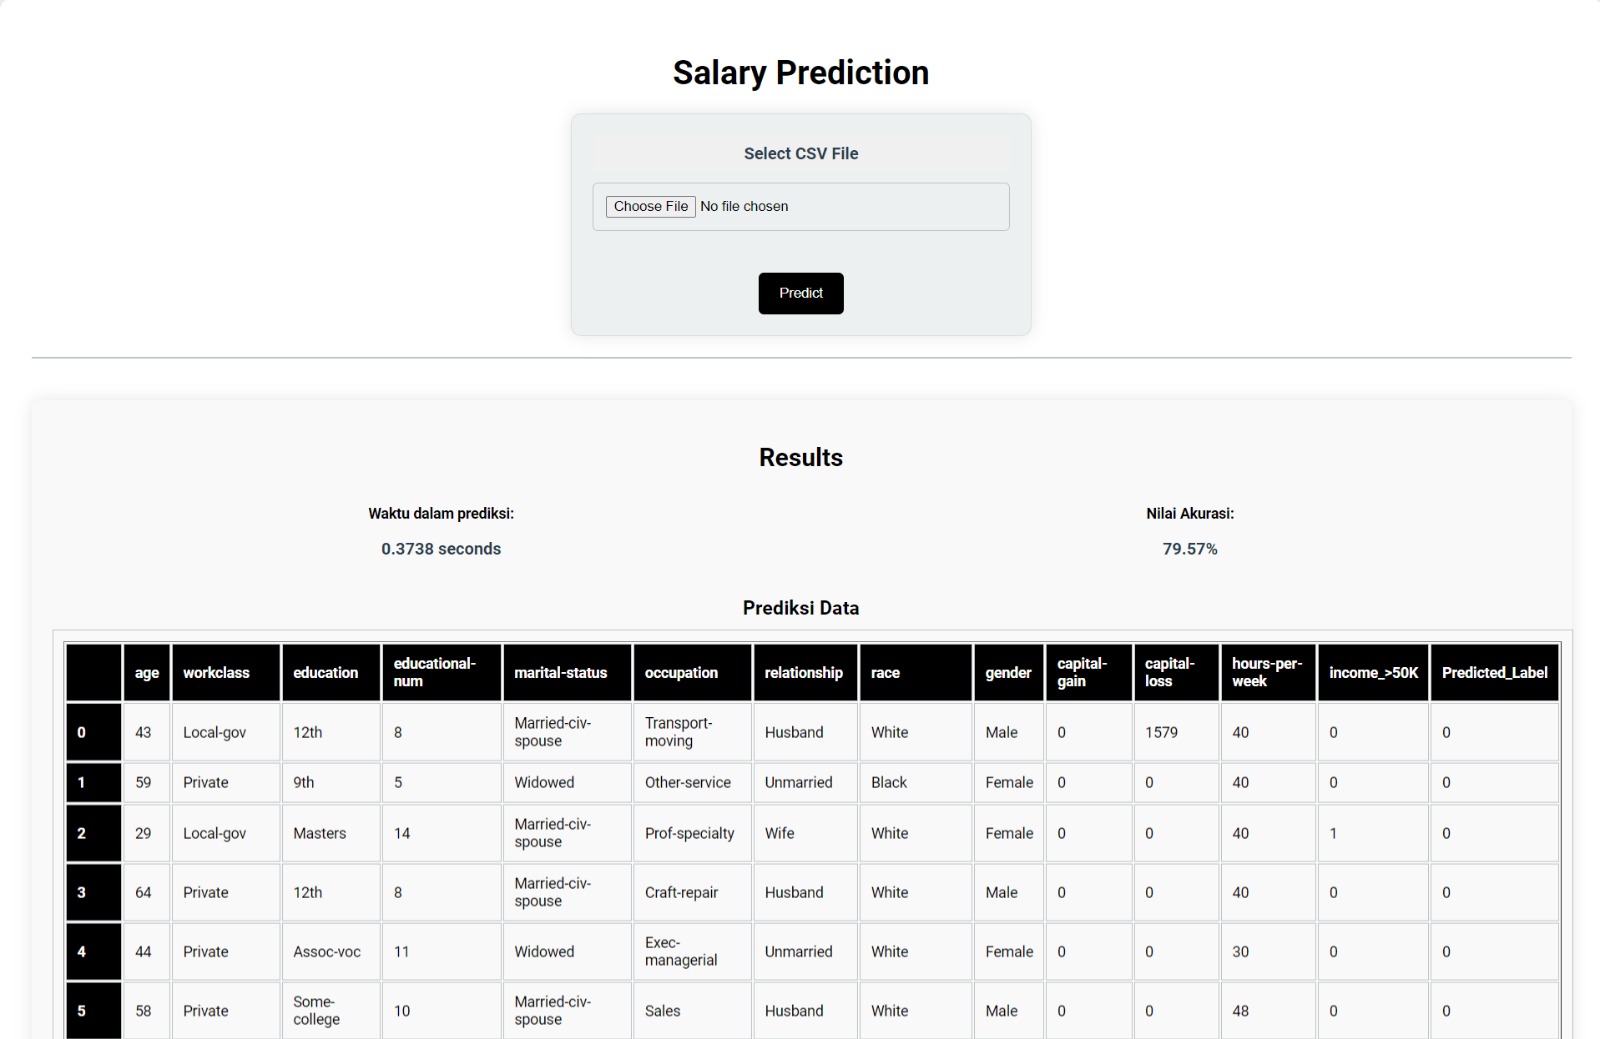 Salary Prediction
Select CSV File
Choose File No file chosen
Predict
Results
Waktu dalam prediksi:
0.3738 seconds
Nilai Akurasi:
79.57%
Prediksi Data
age workclass education educational-num marital-status occupation relationship race gender capital-gain capital-loss hours-per-week income_>50K Predicted_Label
0 43 Local-gov 12th 8 Married-civ-spouse Transport-moving Husband White Male 0 1579 40 0 0
1 59 Private 9th 5 Widowed Other-service Unmarried Black Female 0 0 40 0 0
2 29 Local-gov Masters 14 Married-civ-spouse Prof-specialty Wife White Female 0 0 40 1 0
3 64 Private 12th 8 Married-civ-spouse Craft-repair Husband White Male 0 0 40 0 0
4 44 Private Assoc-voc 11 Widowed Exec-managerial Unmarried White Female 0 0 30 0 0
5 58 Private Some-college 10 Married-civ-spouse Sales Husband White Male 0 0 48 0 0